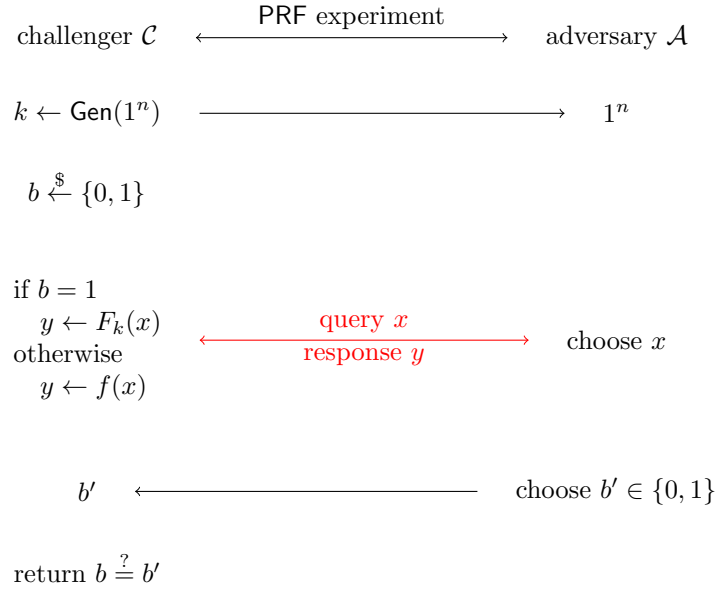 challenger 𝒞 PRF experiment adversary 𝒜
k ← Gen(1ⁿ) 1ⁿ
b ←$ {0, 1}
if b = 1
y ← Fₖ(x)
otherwise
y ← f(x)
query x
response y
choose x
b′ choose b′ ∈ {0, 1}
return b ≟ b′